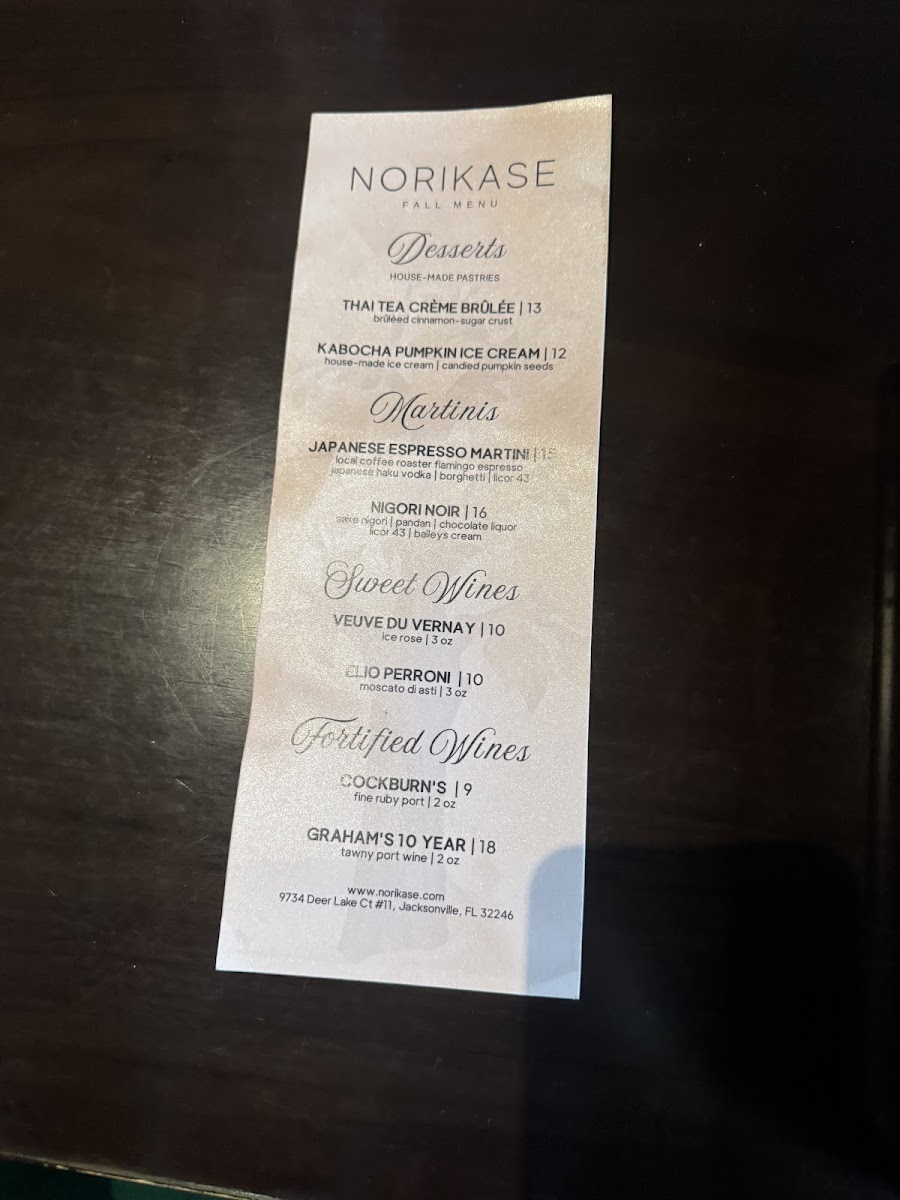 NORIKASE
FALL MENU
Desserts
HOUSE-MADE PASTRIES
THAI TEA CRÈME BRÛLÉE | 13
brûléed cinnamon-sugar crust
KABOCHA PUMPKIN ICE CREAM | 12
house-made ice cream | candied pumpkin seeds
Martinis
JAPANESE ESPRESSO MARTINI | 15
local coffee roaster flamingo espresso
japanese haku vodka | borghetti | licor 43
NIGORI NOIR | 16
sake nigori | pandan | chocolate liquor
licor 43 | baileys cream
Sweet Wines
VEUVE DU VERNAY | 10
ice rose | 3 oz
ELIO PERRONI | 10
moscato di asti | 3 oz
Fortified Wines
COCKBURN'S | 9
fine ruby port | 2 oz
GRAHAM'S 10 YEAR | 18
tawny port wine | 2 oz
www.norikase.com
9734 Deer Lake Ct #11, Jacksonville, FL 32246